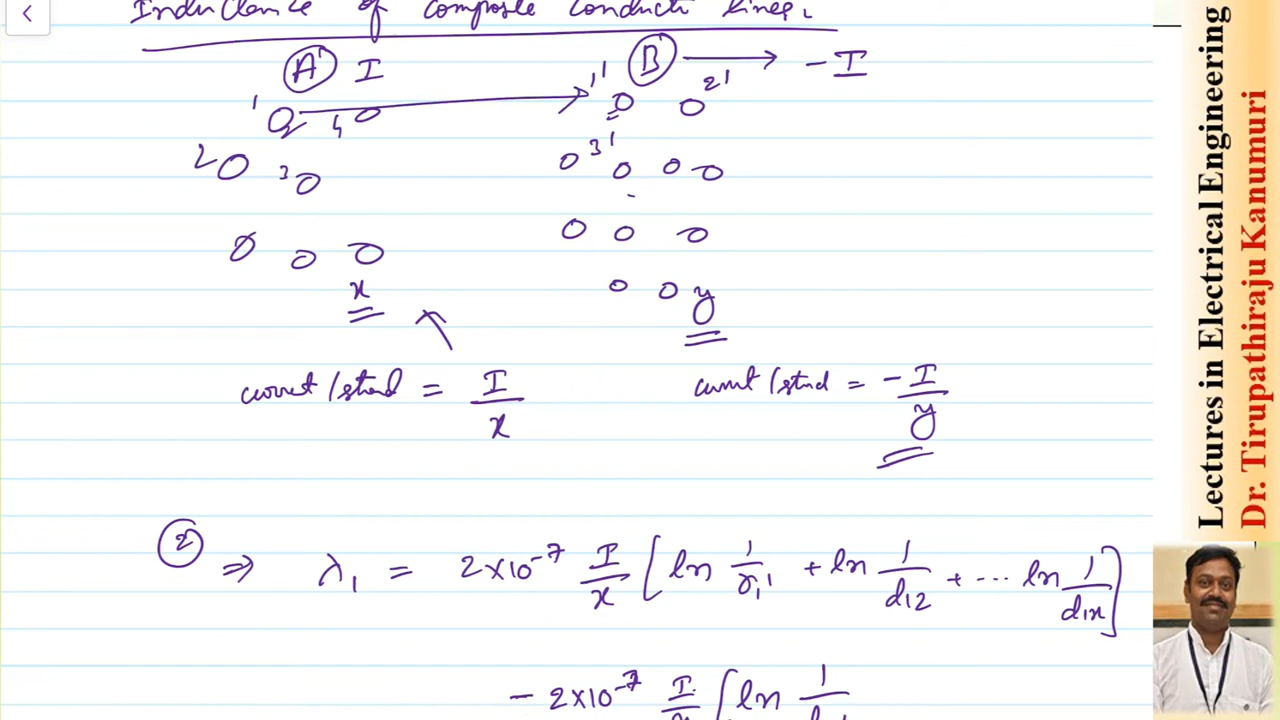 Inductance of composite conductor lines.
A I B → - I
1 4 1' 2'
2 3 3'
x y
current/strand = I/x current/strand = -I/y
② ⇒ λ₁ = 2×10⁻⁷ I/x [ln 1/r₁' + ln 1/d12 + ... ln 1/d1x]
- 2×10⁻⁷ I [ln 1
Lectures in Electrical Engineering
Dr. Tirupathiraju Kanumuri